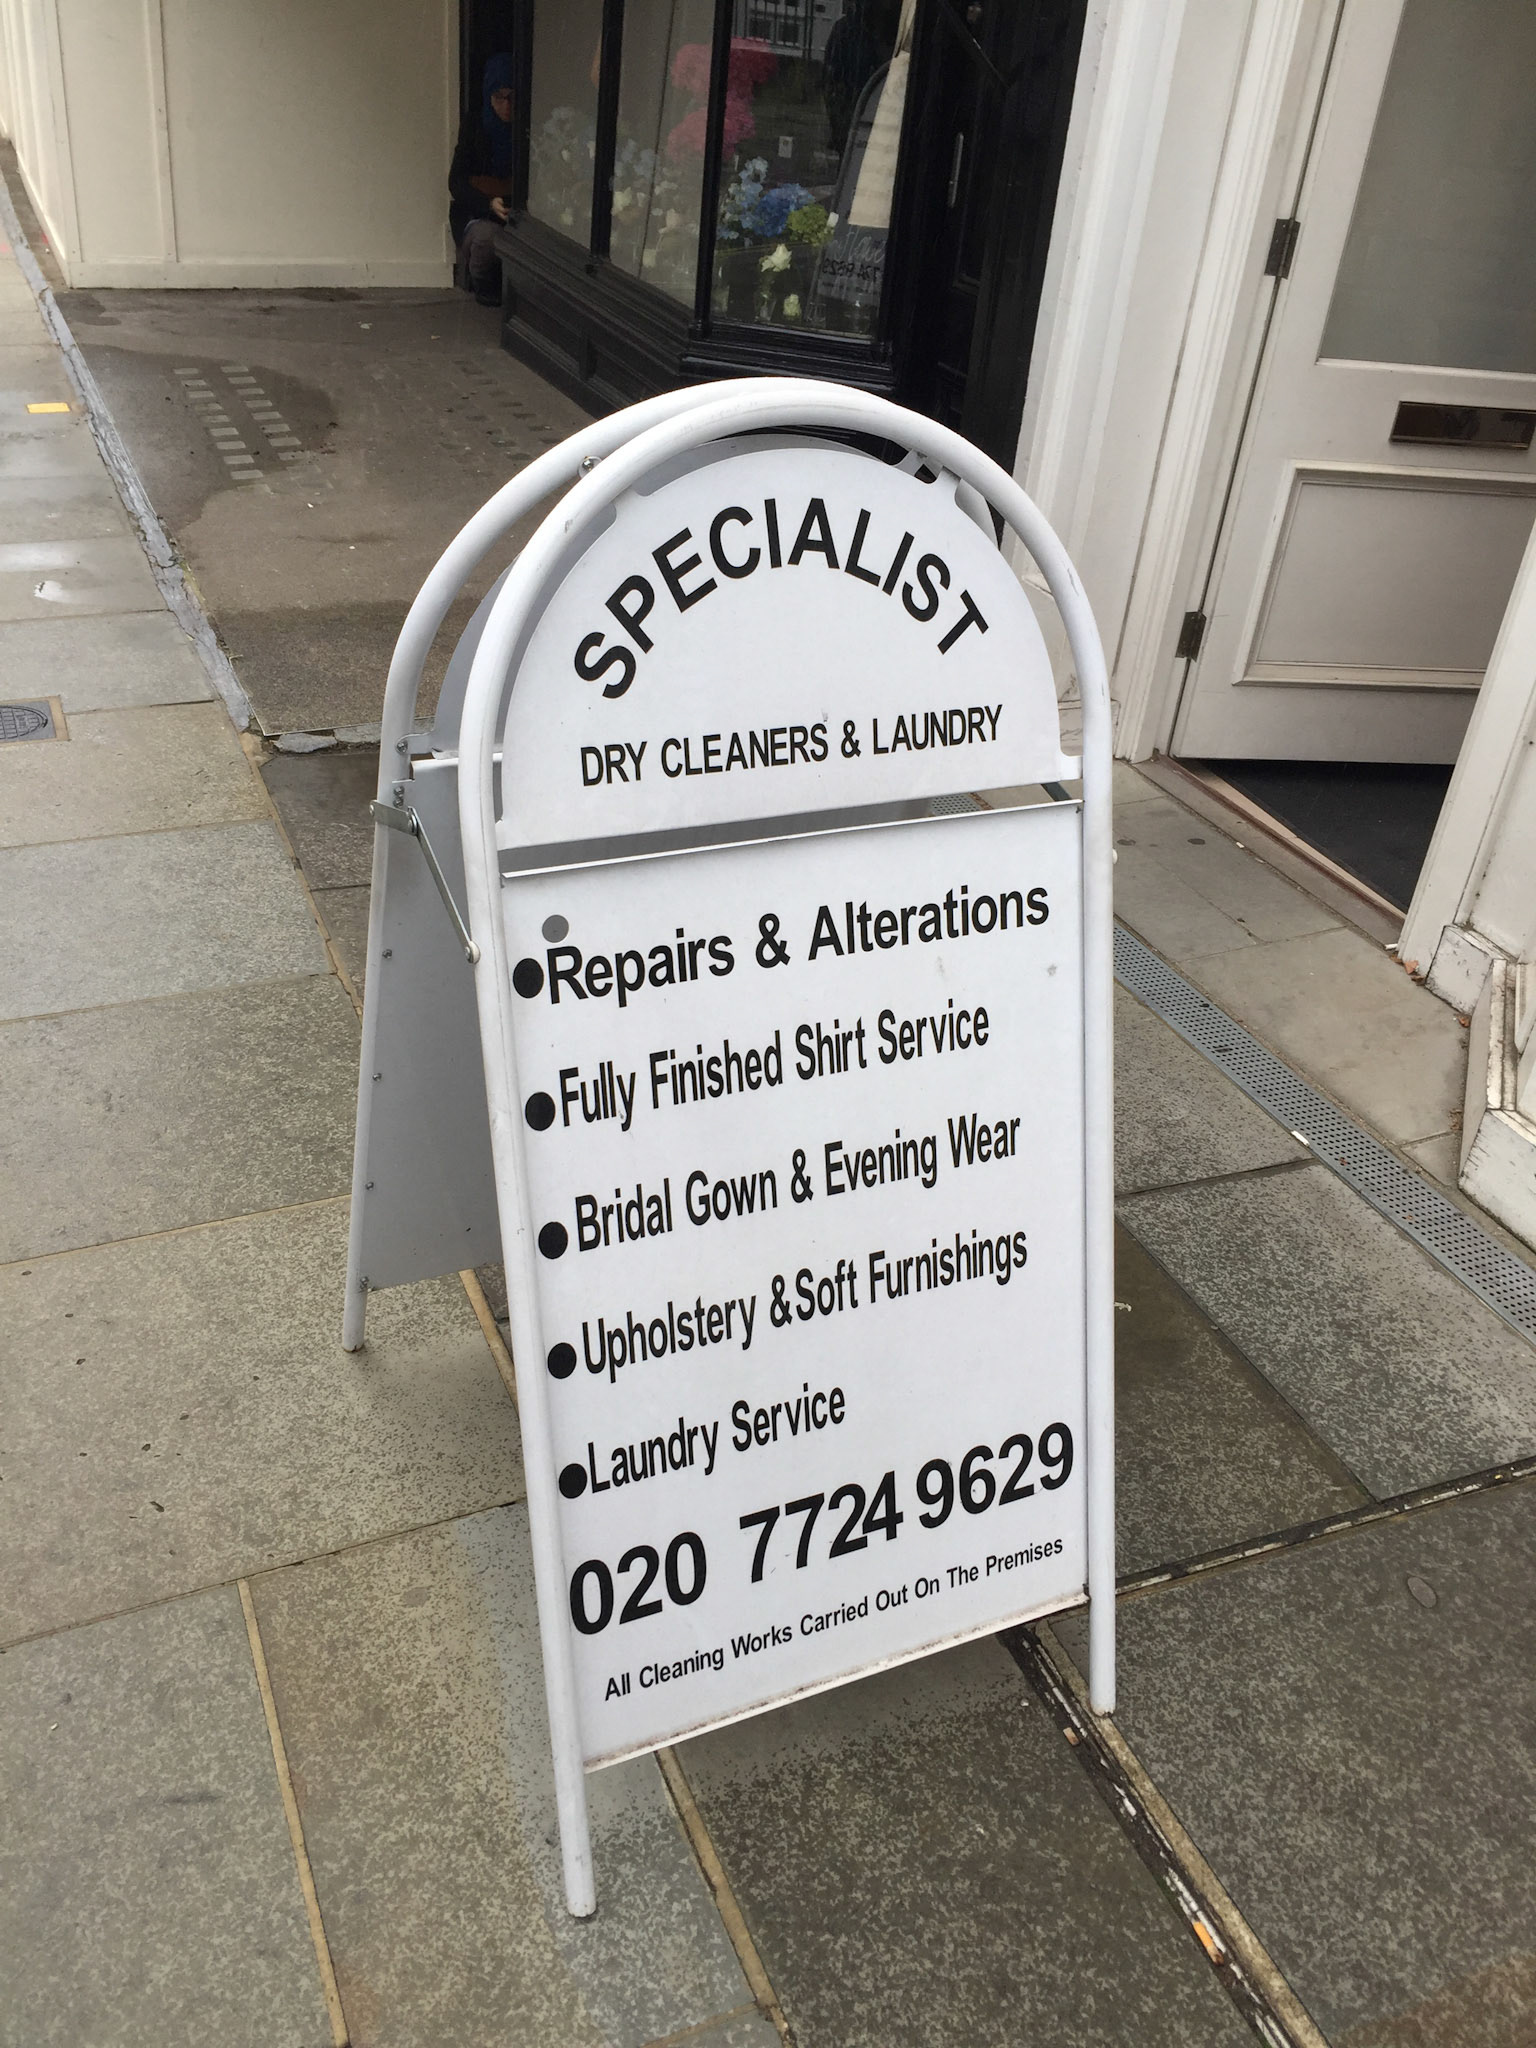 SPECIALIST
DRY CLEANERS & LAUNDRY
●Repairs & Alterations
●Fully Finished Shirt Service
●Bridal Gown & Evening Wear
●Upholstery &Soft Furnishings
●Laundry Service
020 7724 9629
All Cleaning Works Carried Out On The Premises